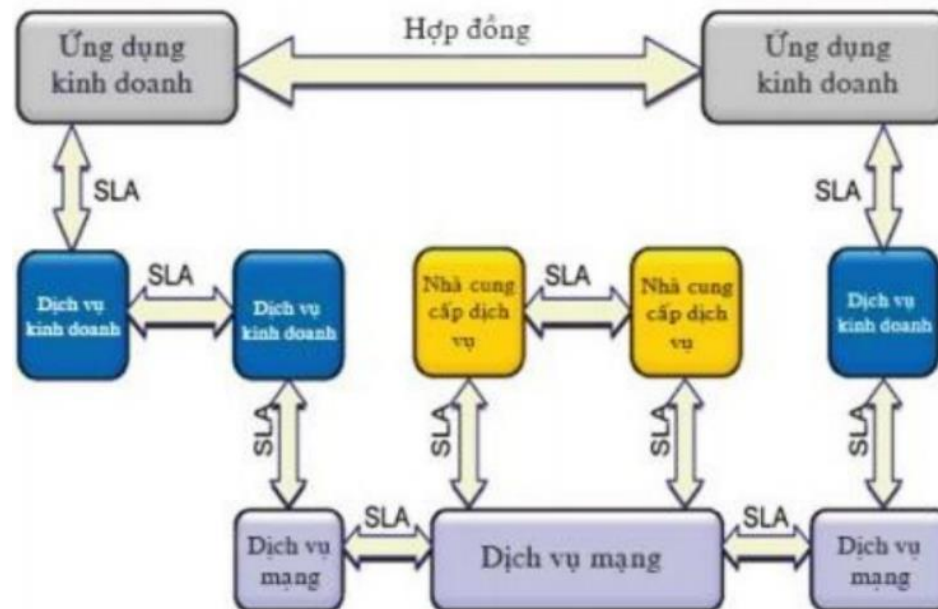 Ứng dụng
kinh doanh
Hợp đồng
Ứng dụng
kinh doanh
SLA
SLA
Dịch vụ
kinh doanh
SLA
Dịch vụ
kinh doanh
Nhà cung
cấp dịch
vụ
SLA
Nhà cung
cấp dịch
vụ
Dịch vụ
kinh doanh
SLA
SLA
SLA
SLA
Dịch vụ
mạng
SLA
Dịch vụ mạng
SLA
Dịch vụ
mạng